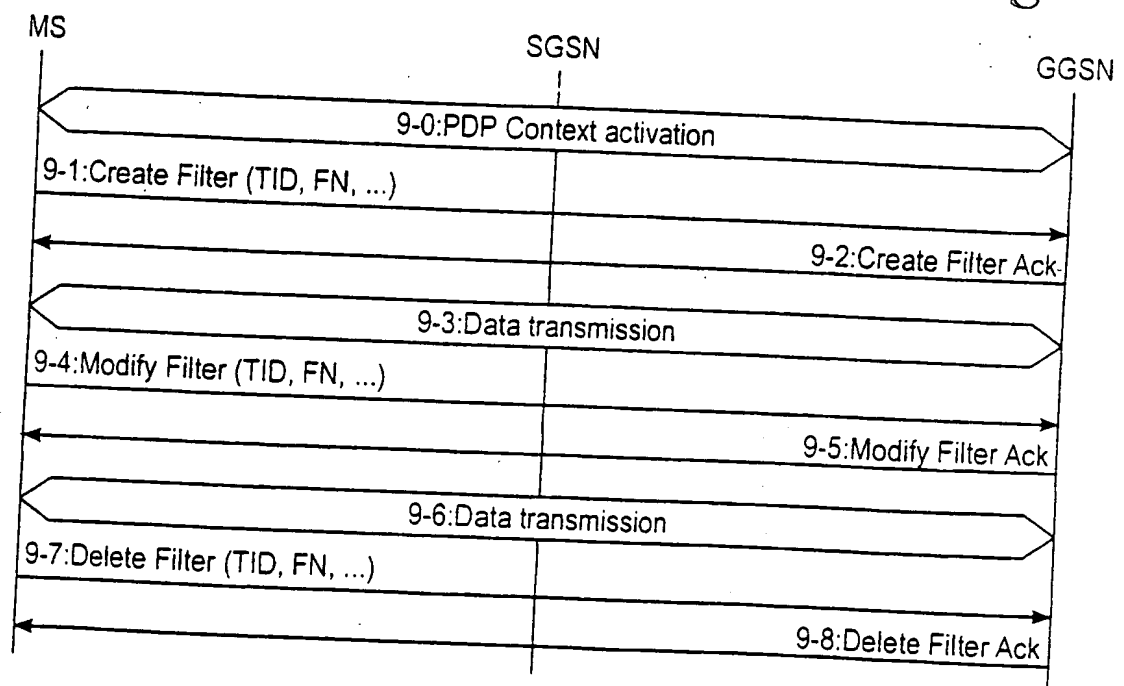 MS
SGSN
GGSN
9-0:PDP Context activation
9-1:Create Filter (TID, FN, ...)
9-2:Create Filter Ack
9-3:Data transmission
9-4:Modify Filter (TID, FN, ...)
9-5:Modify Filter Ack
9-6:Data transmission
9-7:Delete Filter (TID, FN, ...)
9-8:Delete Filter Ack